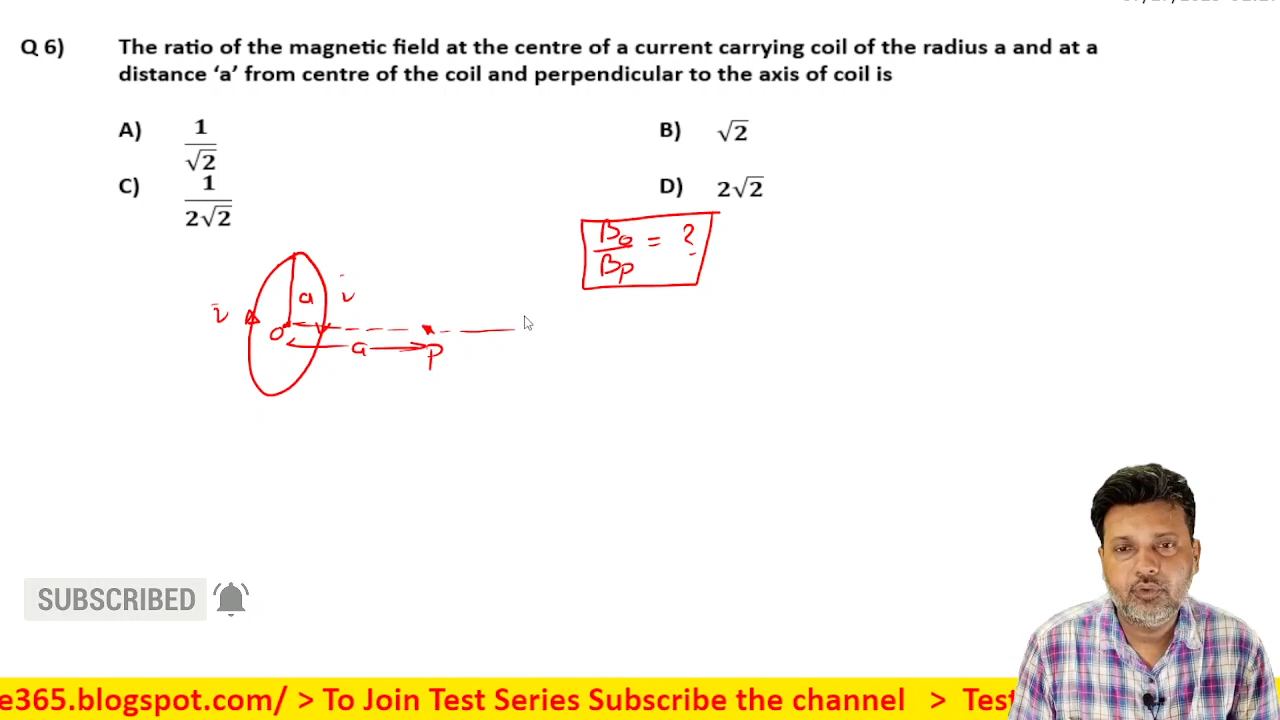 Q 6) The ratio of the magnetic field at the centre of a current carrying coil of the radius a and at a
distance ‘a’ from centre of the coil and perpendicular to the axis of coil is
A) 1/√2 B) √2
C) 1/2√2 D) 2√2
B₀/Bp = ?
i a i
O
a P
SUBSCRIBED
e365.blogspot.com/ > To Join Test Series Subscribe the channel > Tes